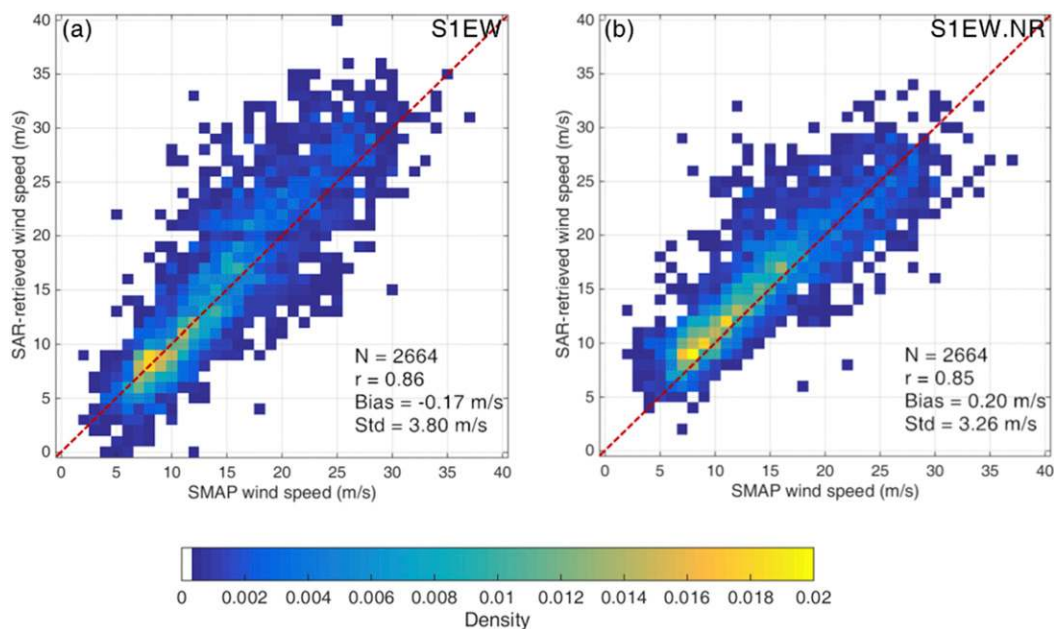 (a) S1EW
40
35
30
25
20
15
10
5
0
SAR-retrieved wind speed (m/s)
N = 2664
r = 0.86
Bias = -0.17 m/s
Std = 3.80 m/s
0 5 10 15 20 25 30 35 40
SMAP wind speed (m/s)
(b) S1EW.NR
40
35
30
25
20
15
10
5
0
SAR-retrieved wind speed (m/s)
N = 2664
r = 0.85
Bias = 0.20 m/s
Std = 3.26 m/s
0 5 10 15 20 25 30 35 40
SMAP wind speed (m/s)
0 0.002 0.004 0.006 0.008 0.01 0.012 0.014 0.016 0.018 0.02
Density